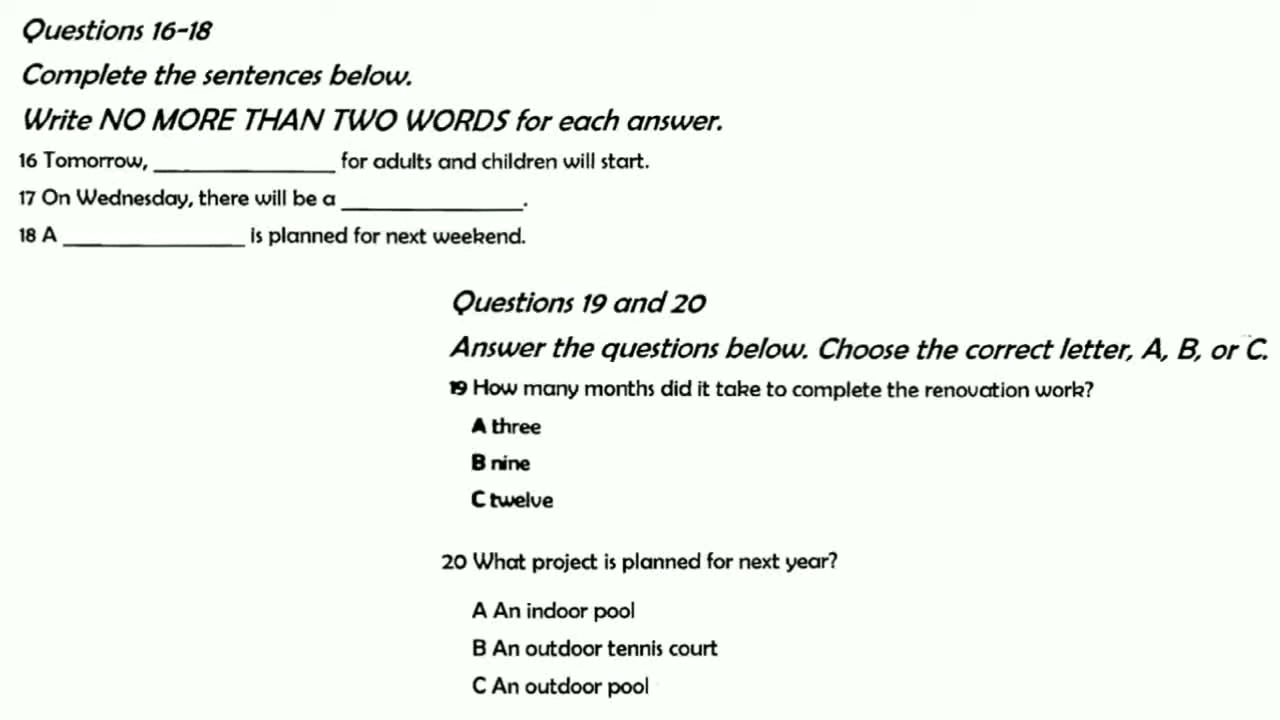 Questions 16-18
Complete the sentences below.
Write NO MORE THAN TWO WORDS for each answer.
16 Tomorrow, ________________ for adults and children will start.
17 On Wednesday, there will be a ________________.
18 A ________________ is planned for next weekend.
Questions 19 and 20
Answer the questions below. Choose the correct letter, A, B, or C.
19 How many months did it take to complete the renovation work?
A three
B nine
C twelve
20 What project is planned for next year?
A An indoor pool
B An outdoor tennis court
C An outdoor pool